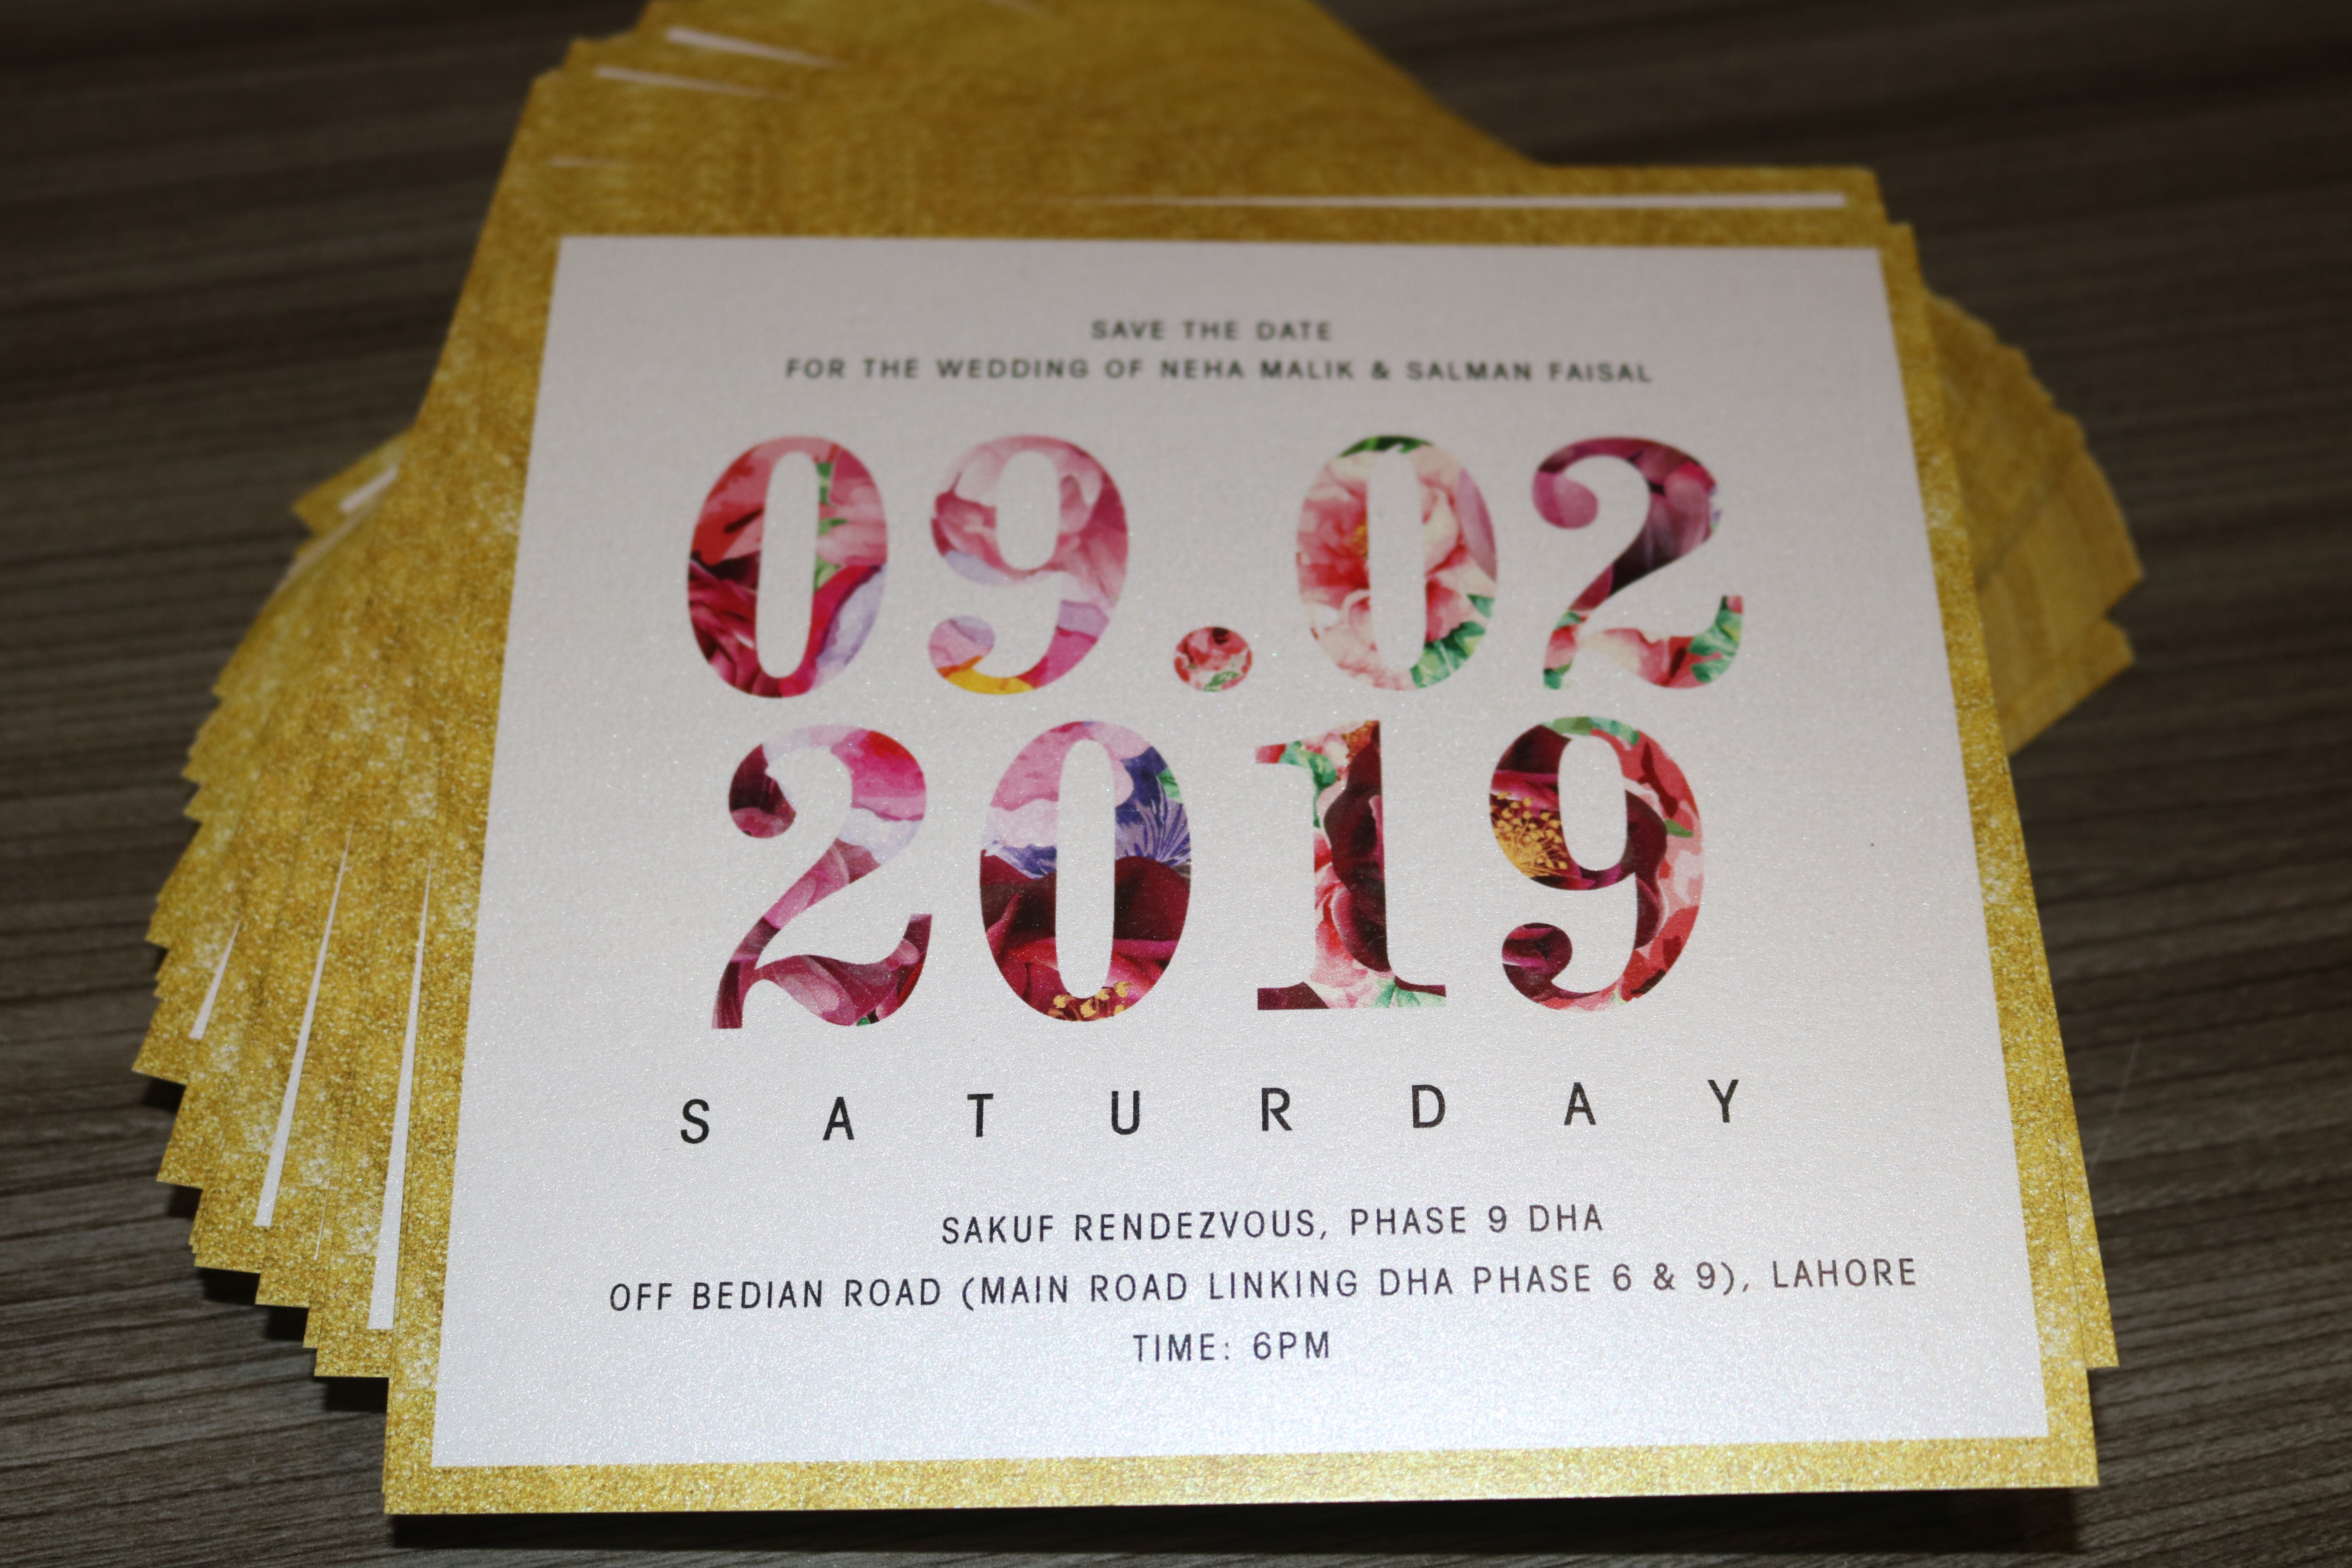 SAVE THE DATE
FOR THE WEDDING OF NEHA MALIK & SALMAN FAISAL
09.02
2019
SATURDAY
SAKUF RENDEZVOUS, PHASE 9 DHA
OFF BEDIAN ROAD (MAIN ROAD LINKING DHA PHASE 6 & 9), LAHORE
TIME: 6PM